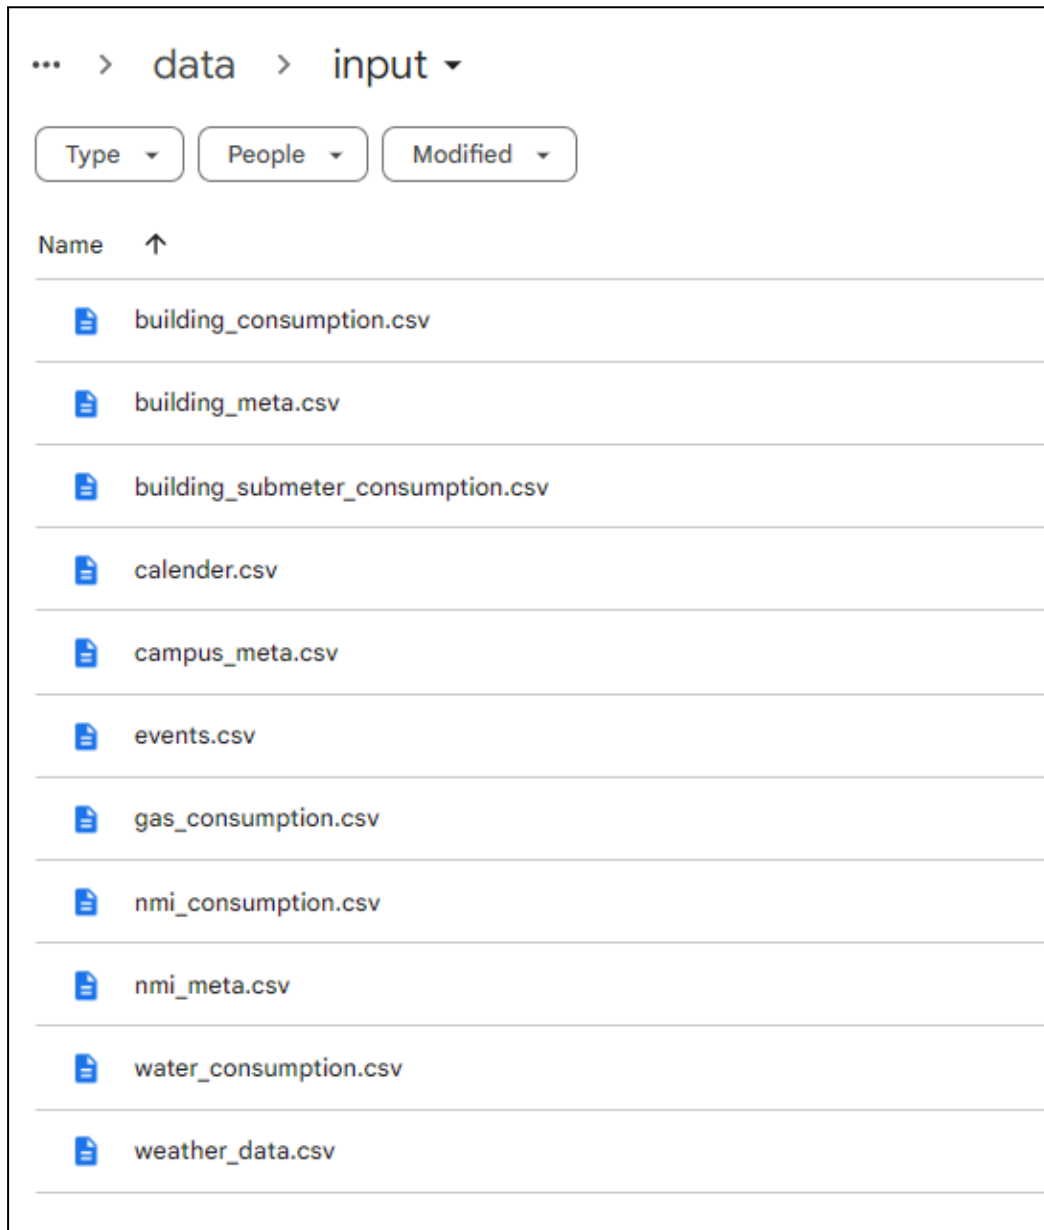 ... > data > input
Type People Modified
Name
building_consumption.csv
building_meta.csv
building_submeter_consumption.csv
calender.csv
campus_meta.csv
events.csv
gas_consumption.csv
nmi_consumption.csv
nmi_meta.csv
water_consumption.csv
weather_data.csv